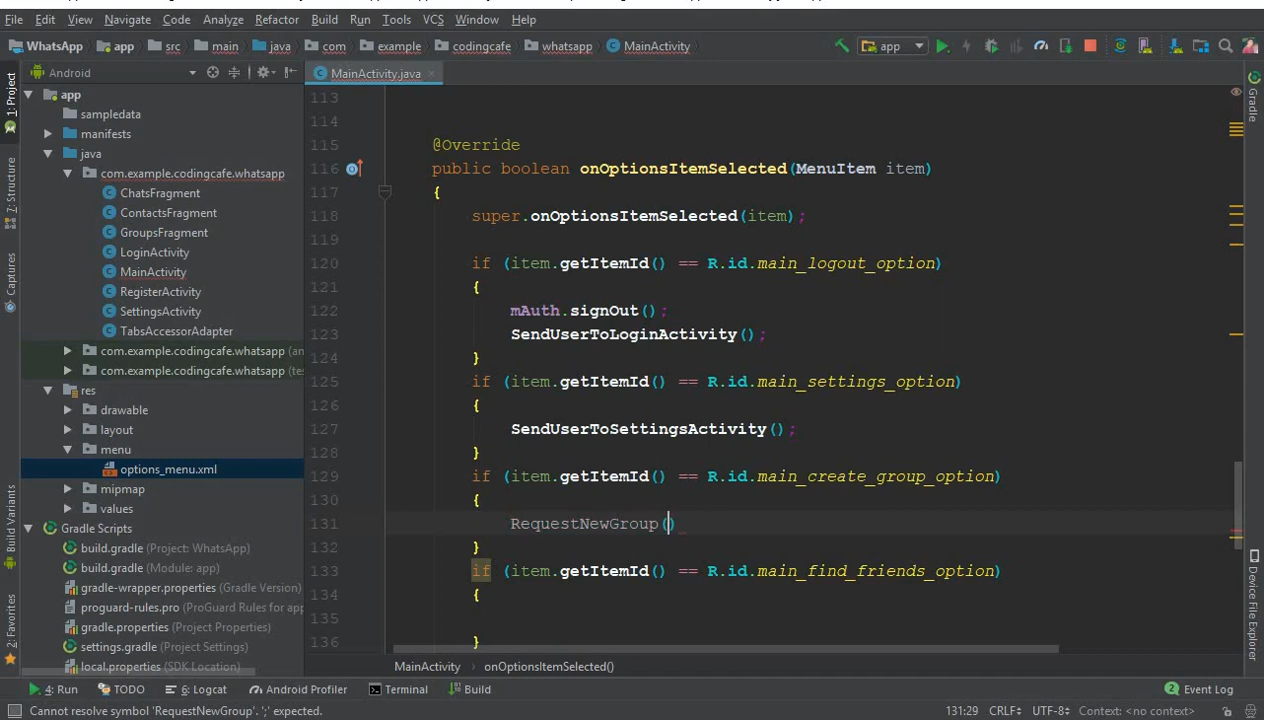 File Edit View Navigate Code Analyze Refactor Build Run Tools VCS Window Help
WhatsApp app src main java com example codingcafe whatsapp MainActivity app
Android MainActivity.java
1: Project
Z: Structure
Captures
Build Variants
2: Favorites
app
sampledata
manifests
java
com.example.codingcafe.whatsapp
ChatsFragment
ContactsFragment
GroupsFragment
LoginActivity
MainActivity
RegisterActivity
SettingsActivity
TabsAccessorAdapter
com.example.codingcafe.whatsapp (an
com.example.codingcafe.whatsapp (tes
res
drawable
layout
menu
options_menu.xml
mipmap
values
Gradle Scripts
build.gradle (Project: WhatsApp)
build.gradle (Module: app)
gradle-wrapper.properties (Gradle Version)
proguard-rules.pro (ProGuard Rules for app
gradle.properties (Project Properties)
settings.gradle (Project Settings)
local.properties (SDK Location)
113
114
115 @Override
116 public boolean onOptionsItemSelected(MenuItem item)
117 {
118 super.onOptionsItemSelected(item);
119
120 if (item.getItemId() == R.id.main_logout_option)
121 {
122 mAuth.signOut();
123 SendUserToLoginActivity();
124 }
125 if (item.getItemId() == R.id.main_settings_option)
126 {
127 SendUserToSettingsActivity();
128 }
129 if (item.getItemId() == R.id.main_create_group_option)
130 {
131 RequestNewGroup()
132 }
133 if (item.getItemId() == R.id.main_find_friends_option)
134 {
135
136 }
Gradle
Device File Explorer
MainActivity onOptionsItemSelected()
4: Run TODO 6: Logcat Android Profiler Terminal Build 2 Event Log
Cannot resolve symbol 'RequestNewGroup'. ';' expected. 131:29 CRLF UTF-8 Context: <no context>